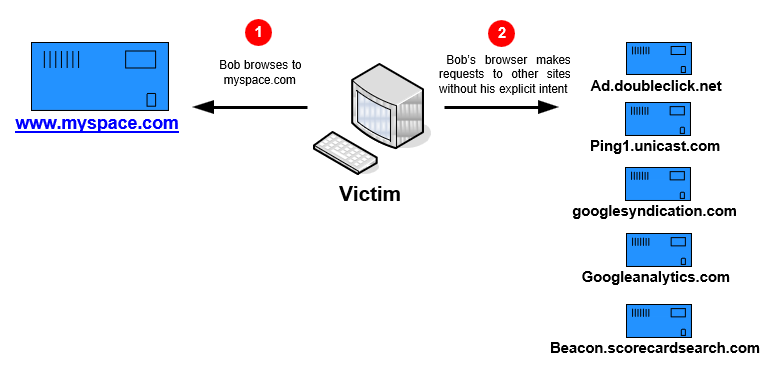 1
Bob browses to
myspace.com
www.myspace.com
Victim
2
Bob's browser makes
requests to other sites
without his explicit intent
Ad.doubleclick.net
Ping1.unicast.com
googlesyndication.com
Googleanalytics.com
Beacon.scorecardsearch.com